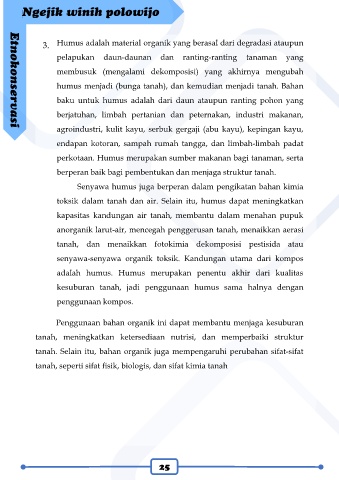 Ngejik winih polowijo
Etnokonservasi
3. Humus adalah material organik yang berasal dari degradasi ataupun
pelapukan daun-daunan dan ranting-ranting tanaman yang
membusuk (mengalami dekomposisi) yang akhirnya mengubah
humus menjadi (bunga tanah), dan kemudian menjadi tanah. Bahan
baku untuk humus adalah dari daun ataupun ranting pohon yang
berjatuhan, limbah pertanian dan peternakan, industri makanan,
agroindustri, kulit kayu, serbuk gergaji (abu kayu), kepingan kayu,
endapan kotoran, sampah rumah tangga, dan limbah-limbah padat
perkotaan. Humus merupakan sumber makanan bagi tanaman, serta
berperan baik bagi pembentukan dan menjaga struktur tanah.
Senyawa humus juga berperan dalam pengikatan bahan kimia
toksik dalam tanah dan air. Selain itu, humus dapat meningkatkan
kapasitas kandungan air tanah, membantu dalam menahan pupuk
anorganik larut-air, mencegah penggerusan tanah, menaikkan aerasi
tanah, dan menaikkan fotokimia dekomposisi pestisida atau
senyawa-senyawa organik toksik. Kandungan utama dari kompos
adalah humus. Humus merupakan penentu akhir dari kualitas
kesuburan tanah, jadi penggunaan humus sama halnya dengan
penggunaan kompos.
Penggunaan bahan organik ini dapat membantu menjaga kesuburan
tanah, meningkatkan ketersediaan nutrisi, dan memperbaiki struktur
tanah. Selain itu, bahan organik juga mempengaruhi perubahan sifat-sifat
tanah, seperti sifat fisik, biologis, dan sifat kimia tanah
25